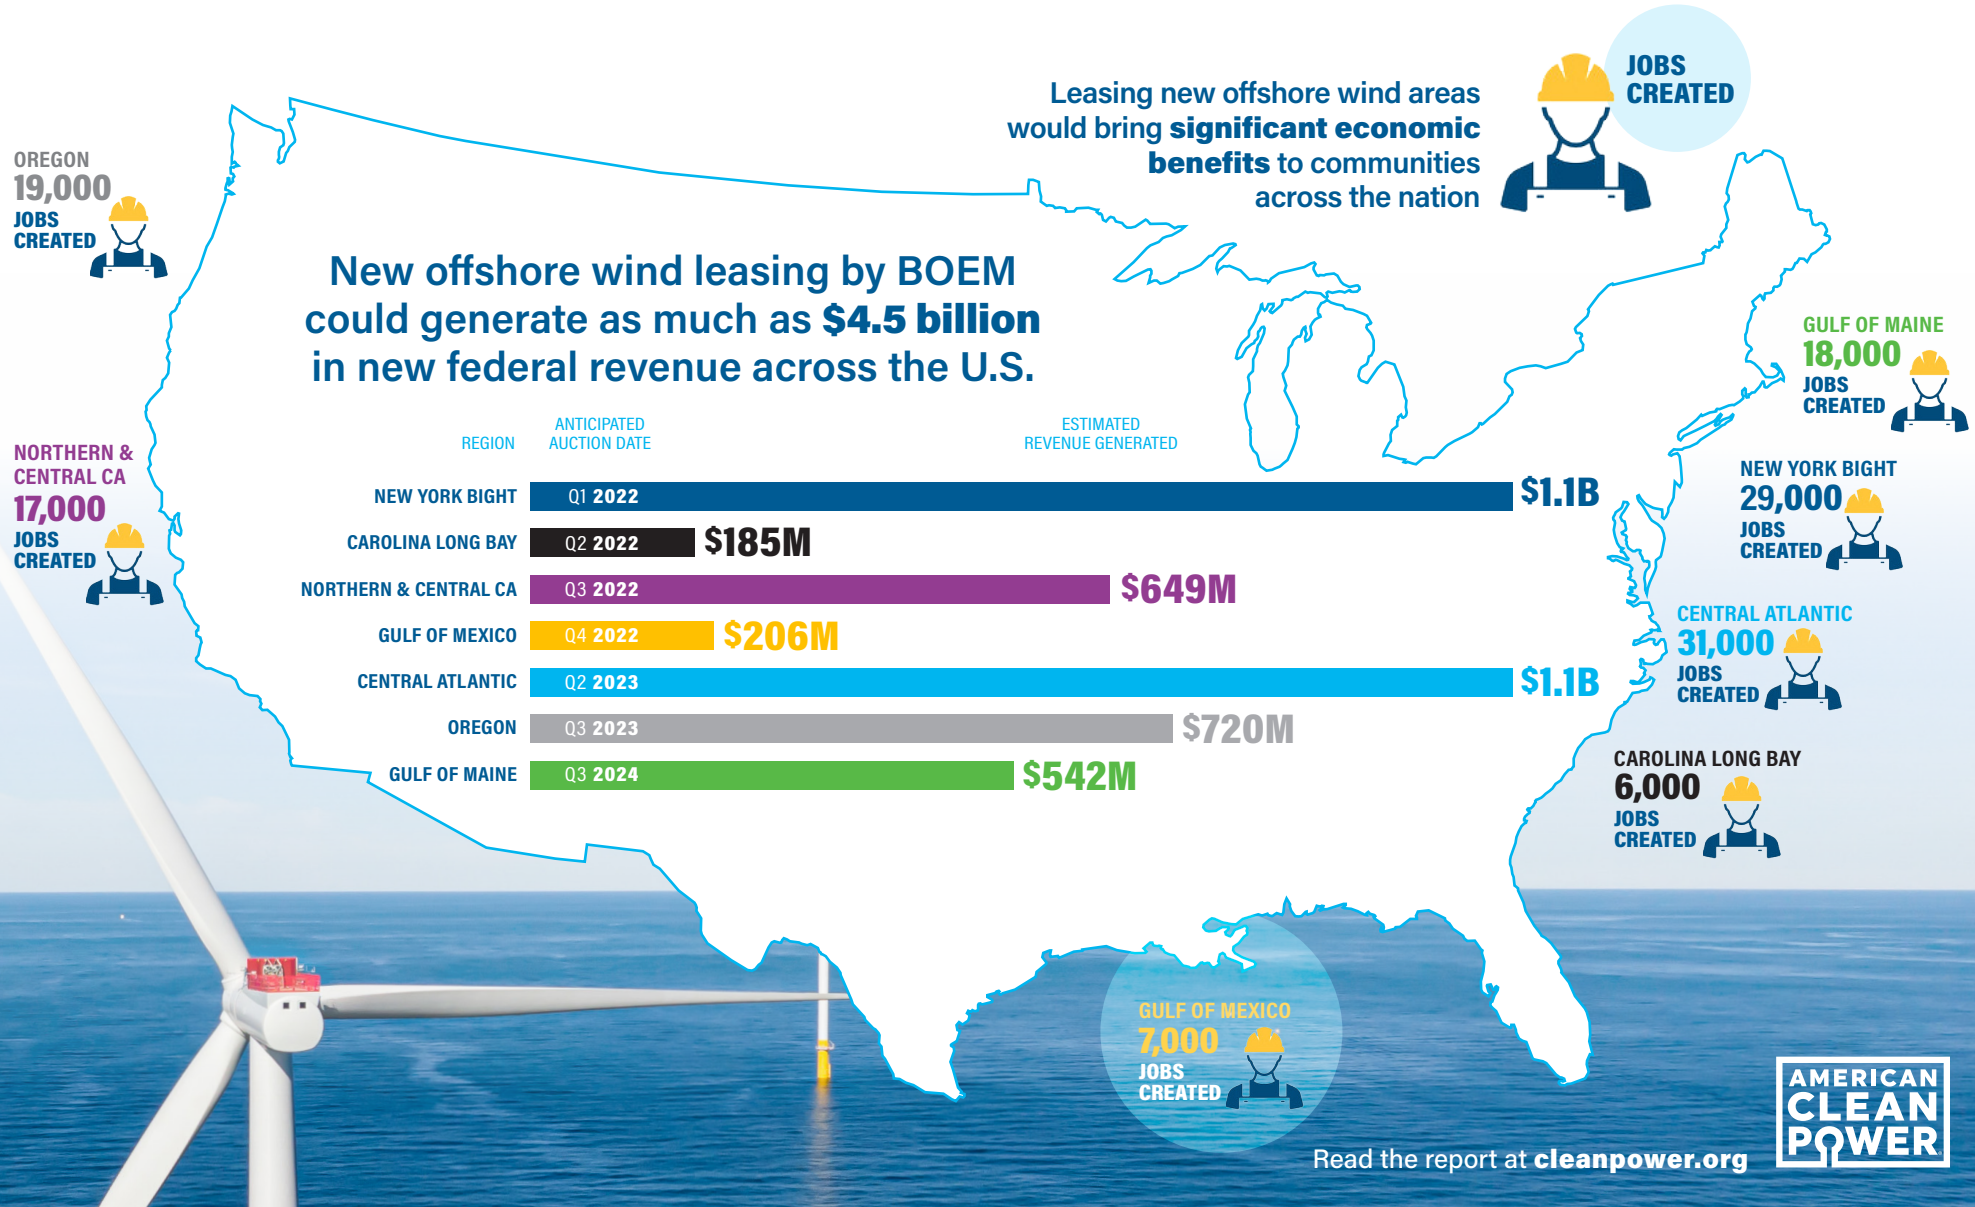 Leasing new offshore wind areas
would bring significant economic
benefits to communities
across the nation
JOBS
CREATED
OREGON
19,000
JOBS
CREATED
NORTHERN &
CENTRAL CA
17,000
JOBS
CREATED
New offshore wind leasing by BOEM
could generate as much as $4.5 billion
in new federal revenue across the U.S.
REGION
ANTICIPATED
AUCTION DATE
ESTIMATED
REVENUE GENERATED
NEW YORK BIGHT Q1 2022 $1.1B
CAROLINA LONG BAY Q2 2022 $185M
NORTHERN & CENTRAL CA Q3 2022 $649M
GULF OF MEXICO Q4 2022 $206M
CENTRAL ATLANTIC Q2 2023 $1.1B
OREGON Q3 2023 $720M
GULF OF MAINE Q3 2024 $542M
GULF OF MAINE
18,000
JOBS
CREATED
NEW YORK BIGHT
29,000
JOBS
CREATED
CENTRAL ATLANTIC
31,000
JOBS
CREATED
CAROLINA LONG BAY
6,000
JOBS
CREATED
GULF OF MEXICO
7,000
JOBS
CREATED
Read the report at cleanpower.org
AMERICAN
CLEAN
POWER